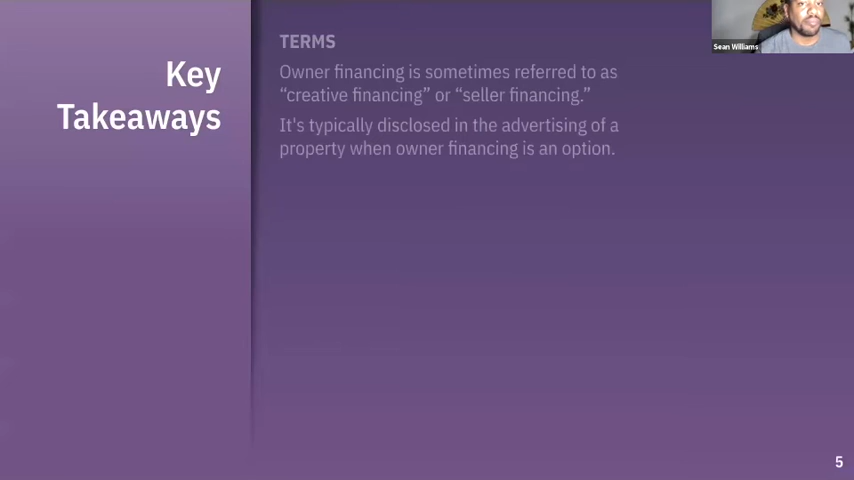 Key
Takeaways
TERMS
Owner financing is sometimes referred to as
“creative financing” or “seller financing.”
It's typically disclosed in the advertising of a
property when owner financing is an option.
Sean Williams
5